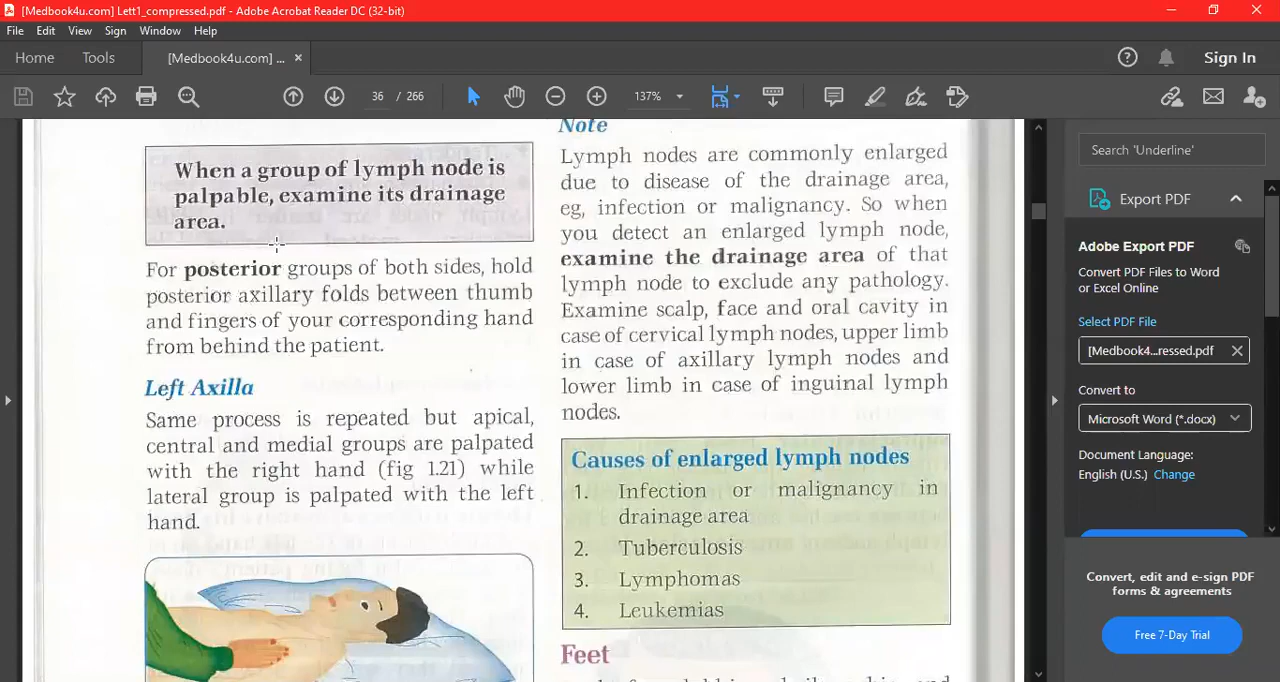 [Medbook4u.com] Lett1_compressed.pdf - Adobe Acrobat Reader DC (32-bit)
File Edit View Sign Window Help
Home Tools [Medbook4u.com] ... × Sign In
36 / 266 137%
When a group of lymph node is
palpable, examine its drainage
area.
For posterior groups of both sides, hold
posterior axillary folds between thumb
and fingers of your corresponding hand
from behind the patient.
Left Axilla
Same process is repeated but apical,
central and medial groups are palpated
with the right hand (fig 1.21) while
lateral group is palpated with the left
hand.
Note
Lymph nodes are commonly enlarged
due to disease of the drainage area,
eg, infection or malignancy. So when
you detect an enlarged lymph node,
examine the drainage area of that
lymph node to exclude any pathology.
Examine scalp, face and oral cavity in
case of cervical lymph nodes, upper limb
in case of axillary lymph nodes and
lower limb in case of inguinal lymph
nodes.
Causes of enlarged lymph nodes
1. Infection or malignancy in
drainage area
2. Tuberculosis
3. Lymphomas
4. Leukemias
Feet
Search 'Underline'
Export PDF
Adobe Export PDF
Convert PDF Files to Word
or Excel Online
Select PDF File
[Medbook4...ressed.pdf
Convert to
Microsoft Word (*.docx)
Document Language:
English (U.S.) Change
Convert, edit and e-sign PDF
forms & agreements
Free 7-Day Trial